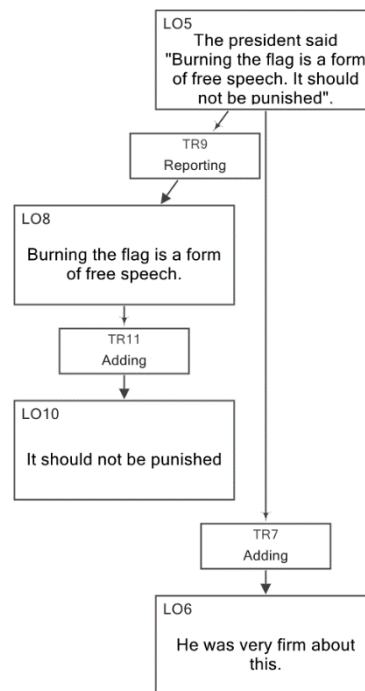 LO5
The president said
"Burning the flag is a form
of free speech. It should
not be punished".
TR9
Reporting
LO8
Burning the flag is a form
of free speech.
TR11
Adding
LO10
It should not be punished
TR7
Adding
LO6
He was very firm about
this.